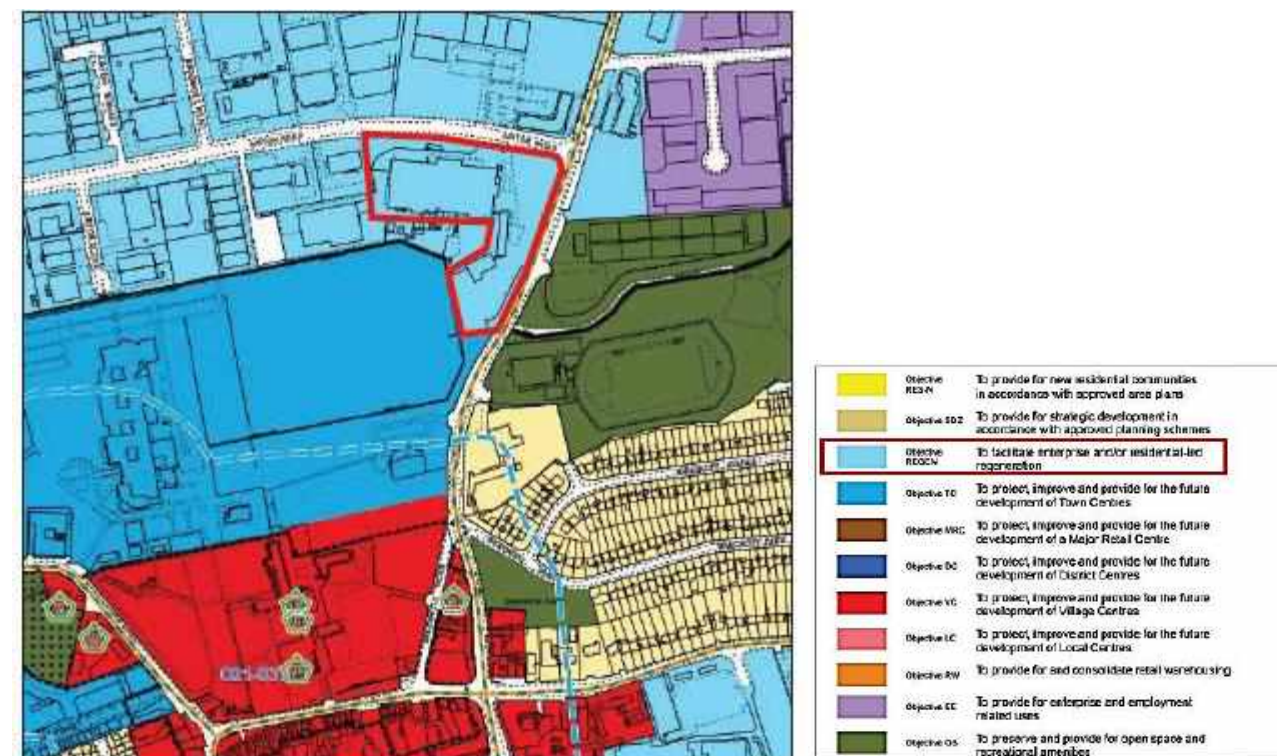 Objective
RES-N
To provide for new residential communities
in accordance with approved area plans
Objective SDZ
To provide for strategic development in
accordance with approved planning schemes
Objective
REGEN
To facilitate enterprise and/or residential-led
regeneration
Objective TC
To protect, improve and provide for the future
development of Town Centres
Objective MRC
To protect, improve and provide for the future
development of a Major Retail Centre
Objective DC
To protect, improve and provide for the future
development of District Centres
Objective VC
To protect, improve and provide for the future
development of Village Centres
Objective LC
To protect, improve and provide for the future
development of Local Centres
Objective RW
To provide for and consolidate retail warehousing
Objective EE
To provide for enterprise and employment
related uses
Objective OS
To preserve and provide for open space and
recreational amenities